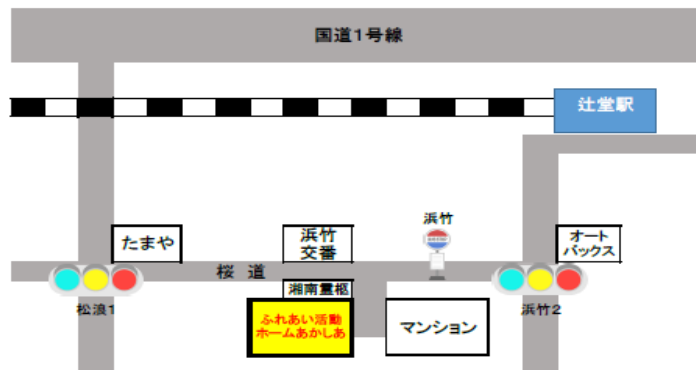 国道1号線
辻堂駅
浜竹
たまや
浜竹
交番
オート
バックス
桜道
湘南霊柩
松浪1
ふれあい活動
ホームあかしあ
マンション
浜竹2